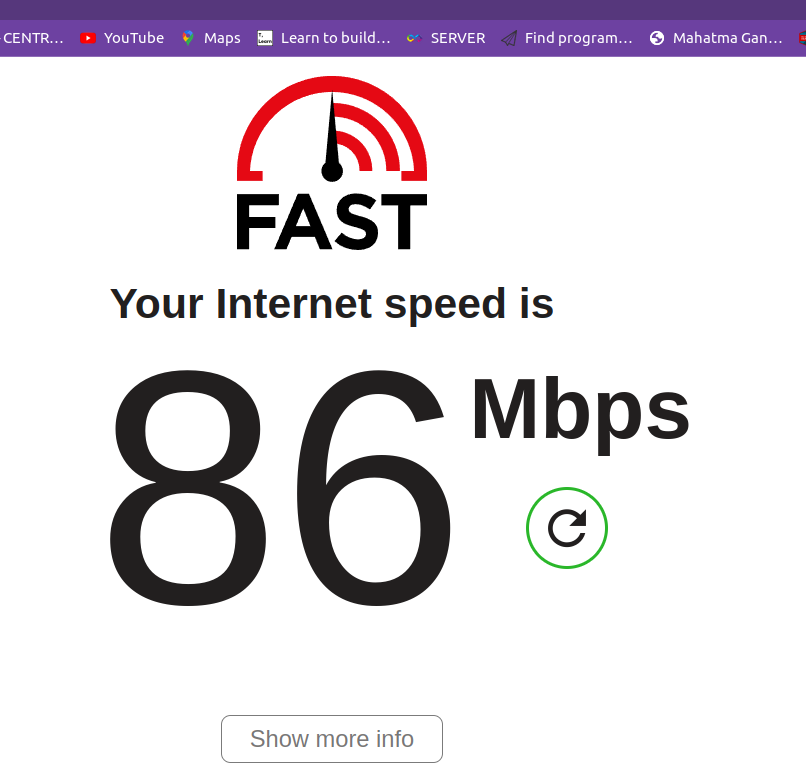 CENTR... YouTube Maps Learn to build... SERVER Find program... Mahatma Gan...
FAST
Your Internet speed is
86 Mbps
Show more info